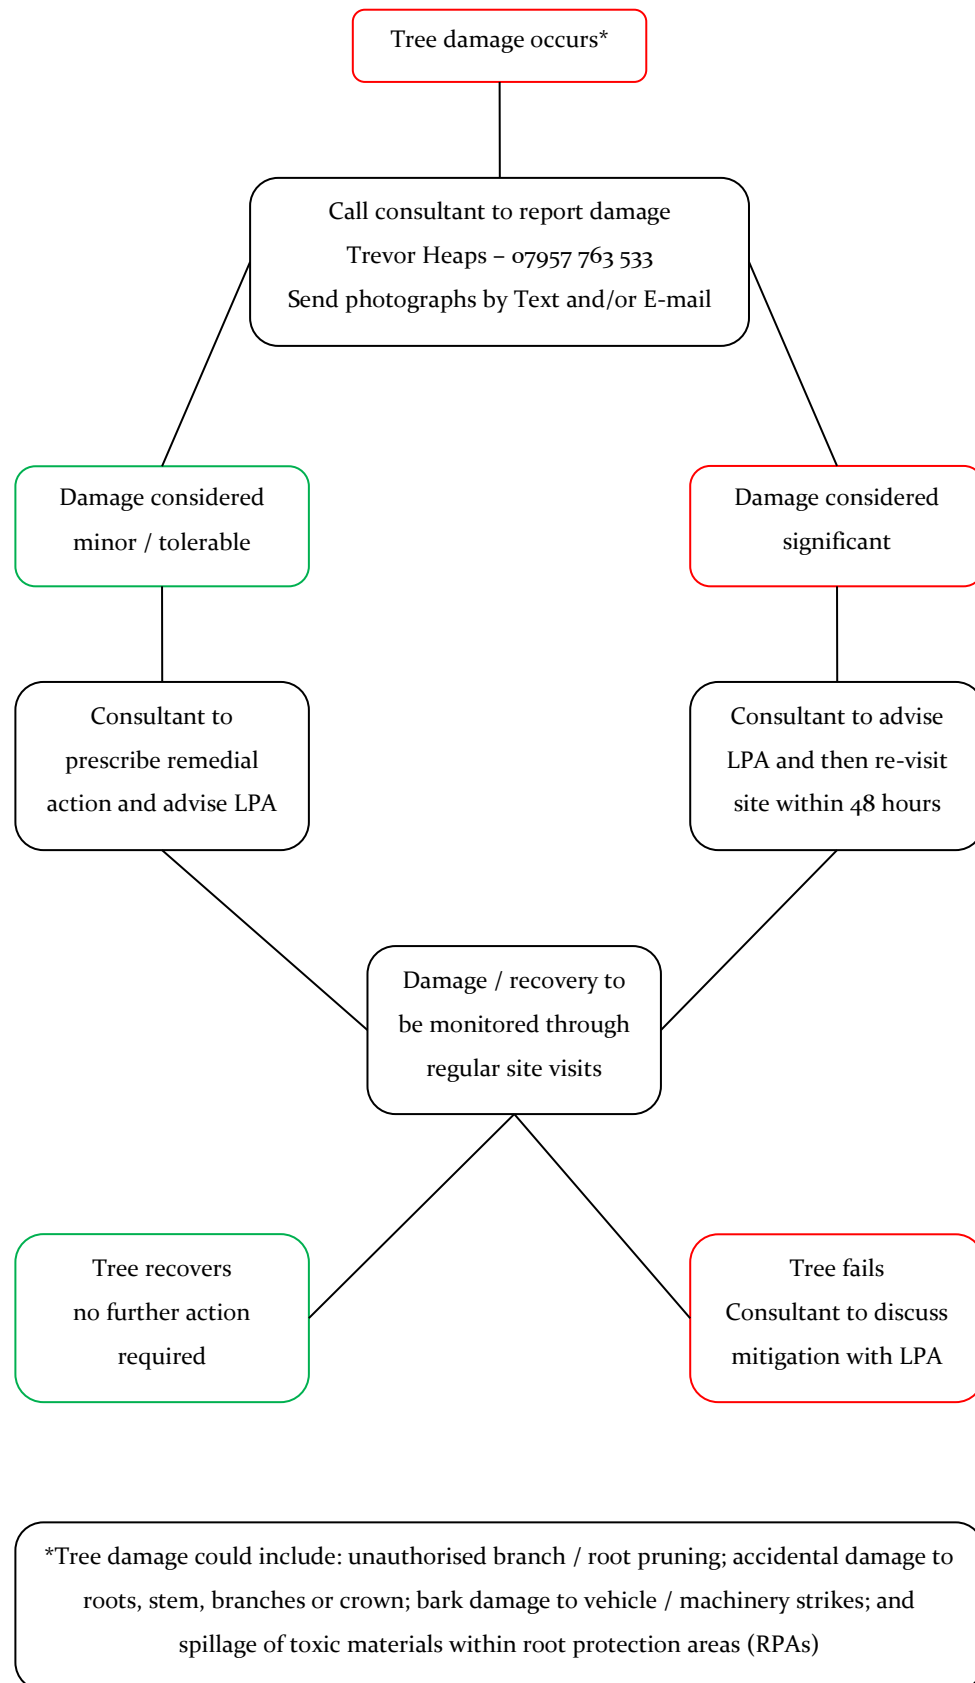 Tree damage occurs*
Call consultant to report damage
Trevor Heaps – 07957 763 533
Send photographs by Text and/or E-mail
Damage considered
minor / tolerable
Damage considered
significant
Consultant to
prescribe remedial
action and advise LPA
Consultant to advise
LPA and then re-visit
site within 48 hours
Damage / recovery to
be monitored through
regular site visits
Tree recovers
no further action
required
Tree fails
Consultant to discuss
mitigation with LPA
*Tree damage could include: unauthorised branch / root pruning; accidental damage to
roots, stem, branches or crown; bark damage to vehicle / machinery strikes; and
spillage of toxic materials within root protection areas (RPAs)